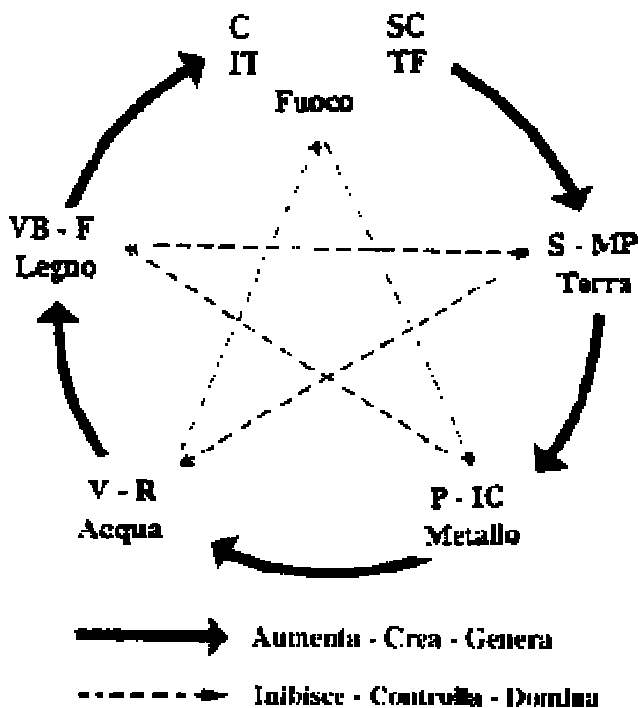 C
IT
SC
TF
Fuoco
VB - F
Legno
S - MP
Terra
V - R
Acqua
P - IC
Metallo
Aumenta - Crea - Genera
Inibisce - Controlla - Domina